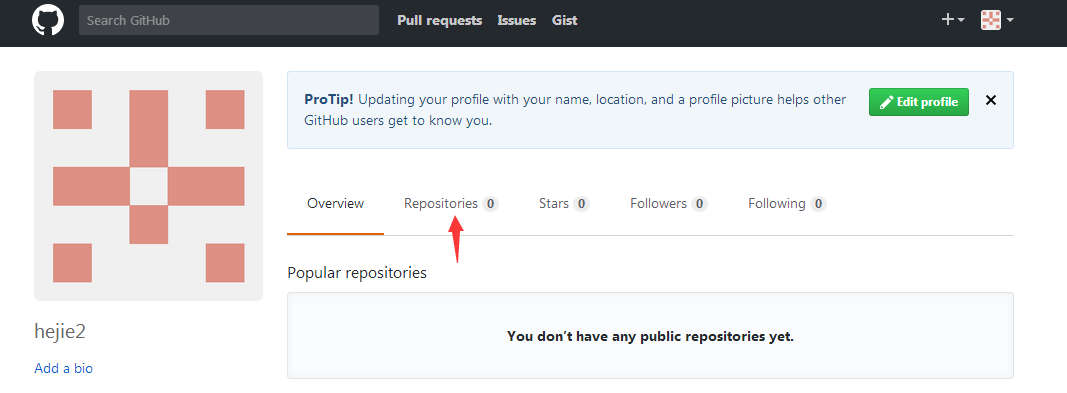 Search GitHub Pull requests Issues Gist
ProTip! Updating your profile with your name, location, and a profile picture helps other
GitHub users get to know you.
Edit profile
Overview Repositories 0 Stars 0 Followers 0 Following 0
Popular repositories
You don’t have any public repositories yet.
hejie2
Add a bio